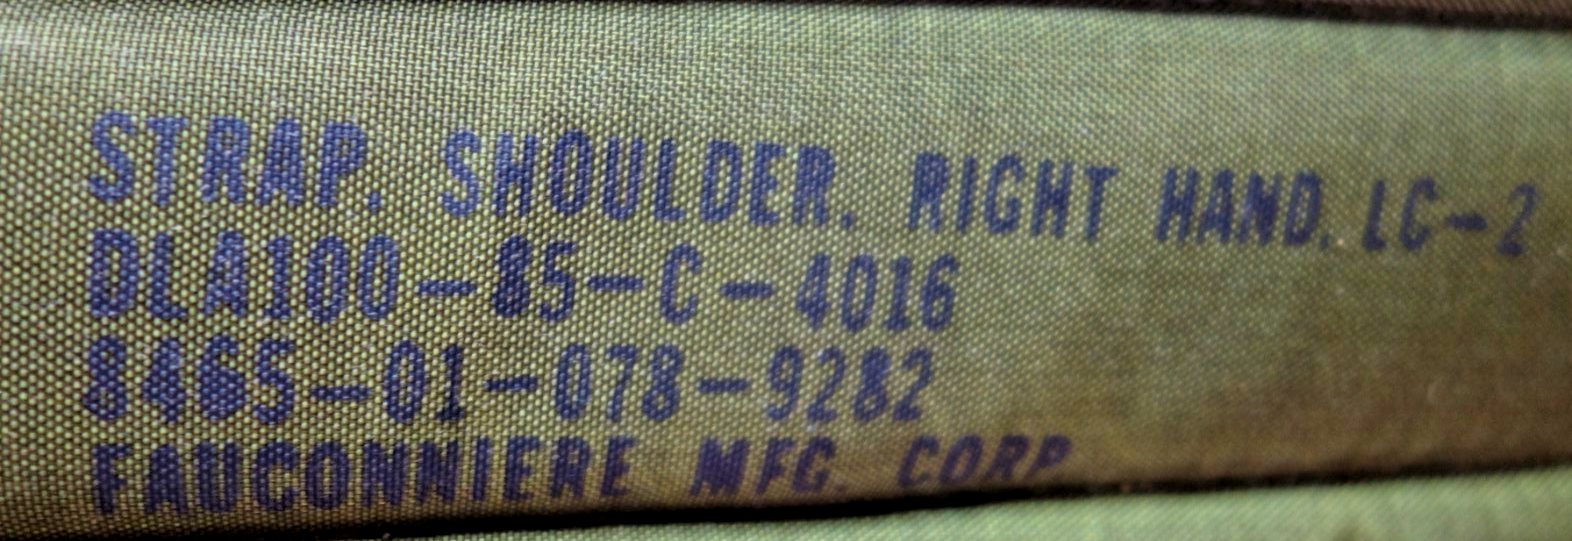 STRAP, SHOULDER, RIGHT HAND, LC-2
DLA100-85-C-4016
8465-01-078-9282
FAUCONNIERE MFG. CORP